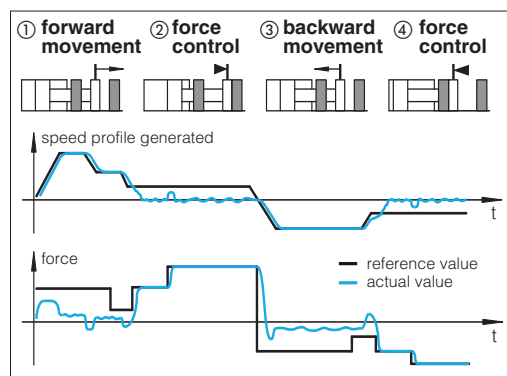 ① forward movement
② force control
③ backward movement
④ force control
speed profile generated
t
force
reference value
actual value
t